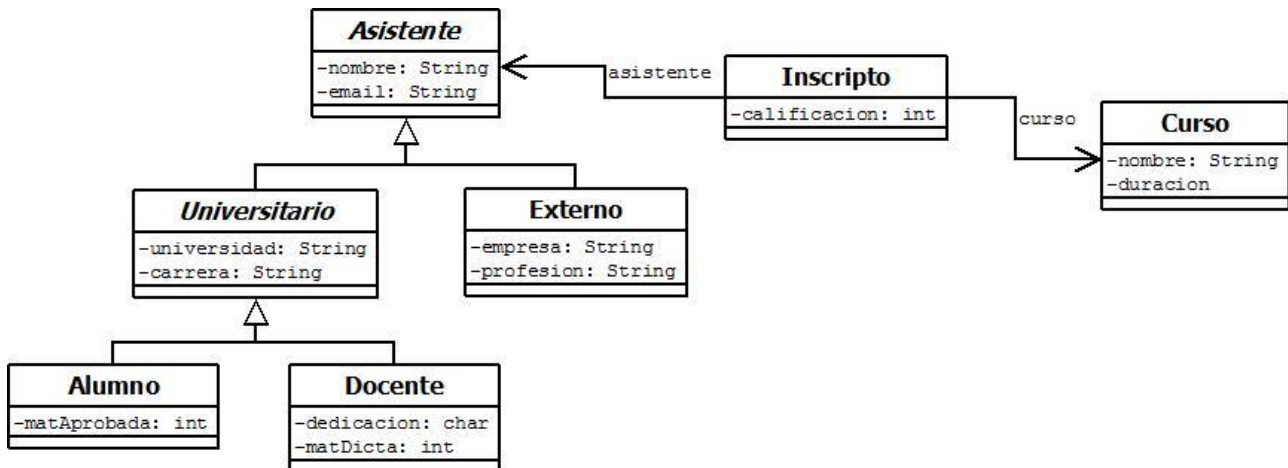 Asistente
-nombre: String
-email: String
asistente
Inscripto
-calificacion: int
curso
Curso
-nombre: String
-duracion
Universitario
-universidad: String
-carrera: String
Externo
-empresa: String
-profesion: String
Alumno
-matAprobada: int
Docente
-dedicacion: char
-matDicta: int